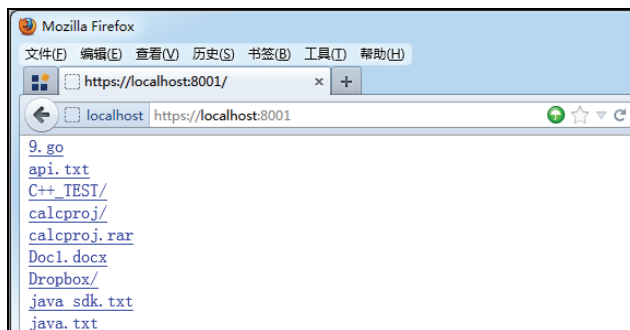 Mozilla Firefox
文件(F) 编辑(E) 查看(V) 历史(S) 书签(B) 工具(T) 帮助(H)
https://localhost:8001/ × +
localhost https://localhost:8001
9.go
api.txt
C++_TEST/
calcproj/
calcproj.rar
Doc1.docx
Dropbox/
java sdk.txt
java.txt